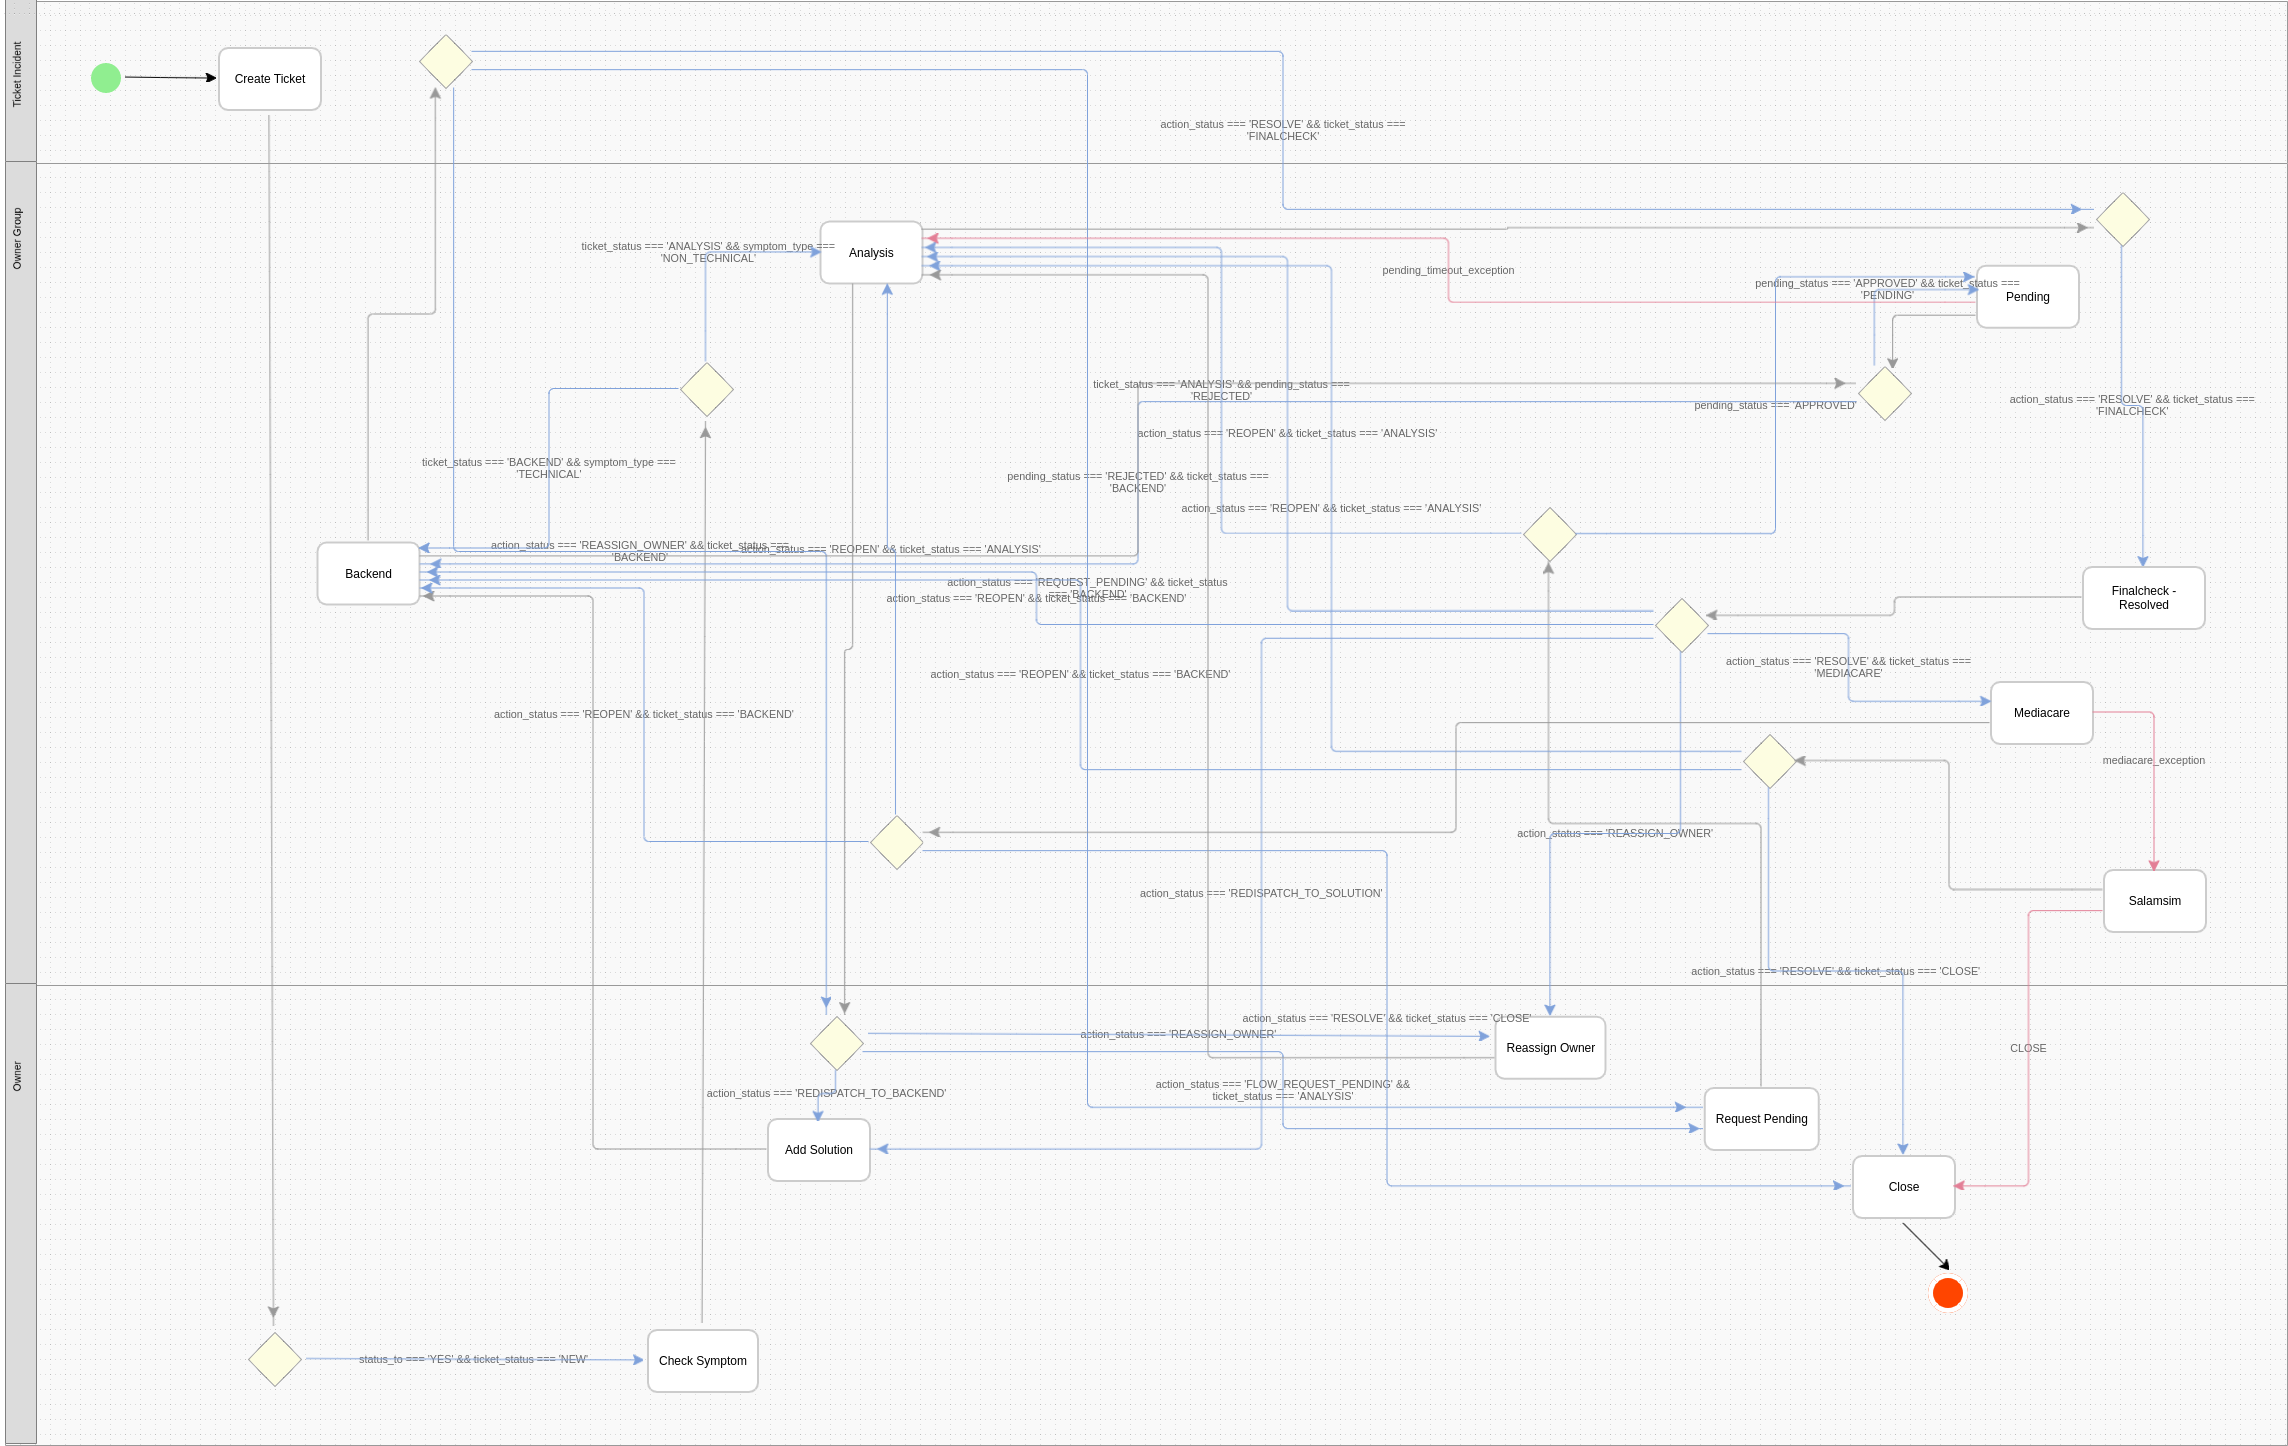 Ticket Incident
Create Ticket
action_status === 'RESOLVE' && ticket_status ===
'FINALCHECK'
Owner Group
ticket_status === 'ANALYSIS' && symptom_type ===
'NON_TECHNICAL'
Analysis
pending_timeout_exception
pending_status === 'APPROVED' && ticket_status ===
'PENDING'
Pending
ticket_status === 'ANALYSIS' && pending_status ===
'REJECTED'
pending_status === 'APPROVED'
action_status === 'RESOLVE' && ticket_status ===
'FINALCHECK'
action_status === 'REOPEN' && ticket_status === 'ANALYSIS'
ticket_status === 'BACKEND' && symptom_type ===
'TECHNICAL'
pending_status === 'REJECTED' && ticket_status ===
'BACKEND'
action_status === 'REOPEN' && ticket_status === 'ANALYSIS'
action_status === 'REASSIGN_OWNER' && ticket_status ===
'BACKEND'
action_status === 'REOPEN' && ticket_status === 'ANALYSIS'
Backend
action_status === 'REQUEST_PENDING' && ticket_status
=== 'BACKEND'
action_status === 'REOPEN' && ticket_status === 'BACKEND'
Finalcheck -
Resolved
action_status === 'RESOLVE' && ticket_status ===
'MEDIACARE'
action_status === 'REOPEN' && ticket_status === 'BACKEND'
action_status === 'REOPEN' && ticket_status === 'BACKEND'
Mediacare
mediacare_exception
action_status === 'REASSIGN_OWNER'
action_status === 'REDISPATCH_TO_SOLUTION'
Salamsim
action_status === 'RESOLVE' && ticket_status === 'CLOSE'
Owner
action_status === 'RESOLVE' && ticket_status === 'CLOSE'
action_status === 'REASSIGN_OWNER'
Reassign Owner
CLOSE
action_status === 'REDISPATCH_TO_BACKEND'
action_status === 'FLOW_REQUEST_PENDING' &&
ticket_status === 'ANALYSIS'
Request Pending
Add Solution
Close
status_to === 'YES' && ticket_status === 'NEW'
Check Symptom